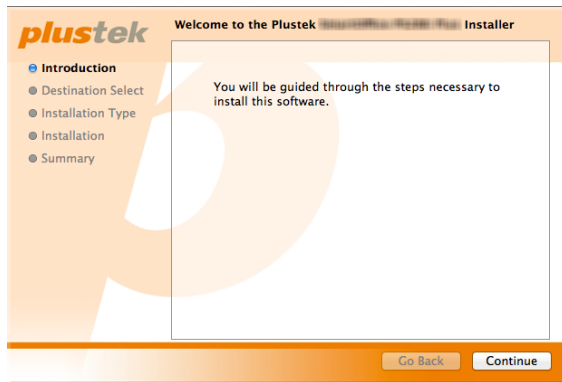 plustek
Welcome to the Plustek Installer
Introduction
Destination Select
Installation Type
Installation
Summary
You will be guided through the steps necessary to
install this software.
Go Back
Continue